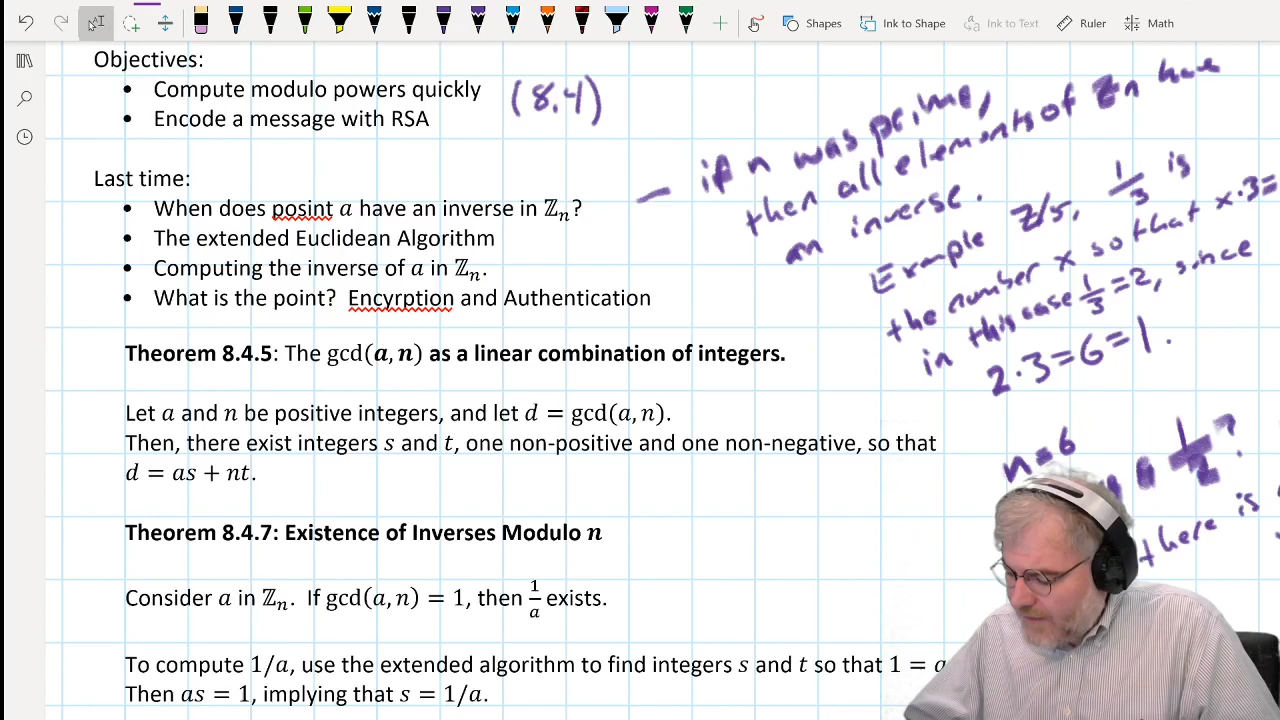 Shapes
Ink to Shape
Ink to Text
Ruler
Math
Objectives:
• Compute modulo powers quickly
• Encode a message with RSA
(8.4)
Last time:
• When does posint a have an inverse in ℤₙ?
• The extended Euclidean Algorithm
• Computing the inverse of a in ℤₙ.
• What is the point? Encyrption and Authentication
— if n was prime,
then all elements of Zn have
an inverse.
Example Z/5, 1/3 is
the number x so that x·3=
in this case 1/3=2, since
2·3=6=1.
Theorem 8.4.5: The gcd(a, n) as a linear combination of integers.
Let a and n be positive integers, and let d = gcd(a, n).
Then, there exist integers s and t, one non-positive and one non-negative, so that
d = as + nt.
n=6
1/2?
there is
Theorem 8.4.7: Existence of Inverses Modulo n
Consider a in ℤₙ. If gcd(a, n) = 1, then 1/a exists.
To compute 1/a, use the extended algorithm to find integers s and t so that 1 = a
Then as = 1, implying that s = 1/a.